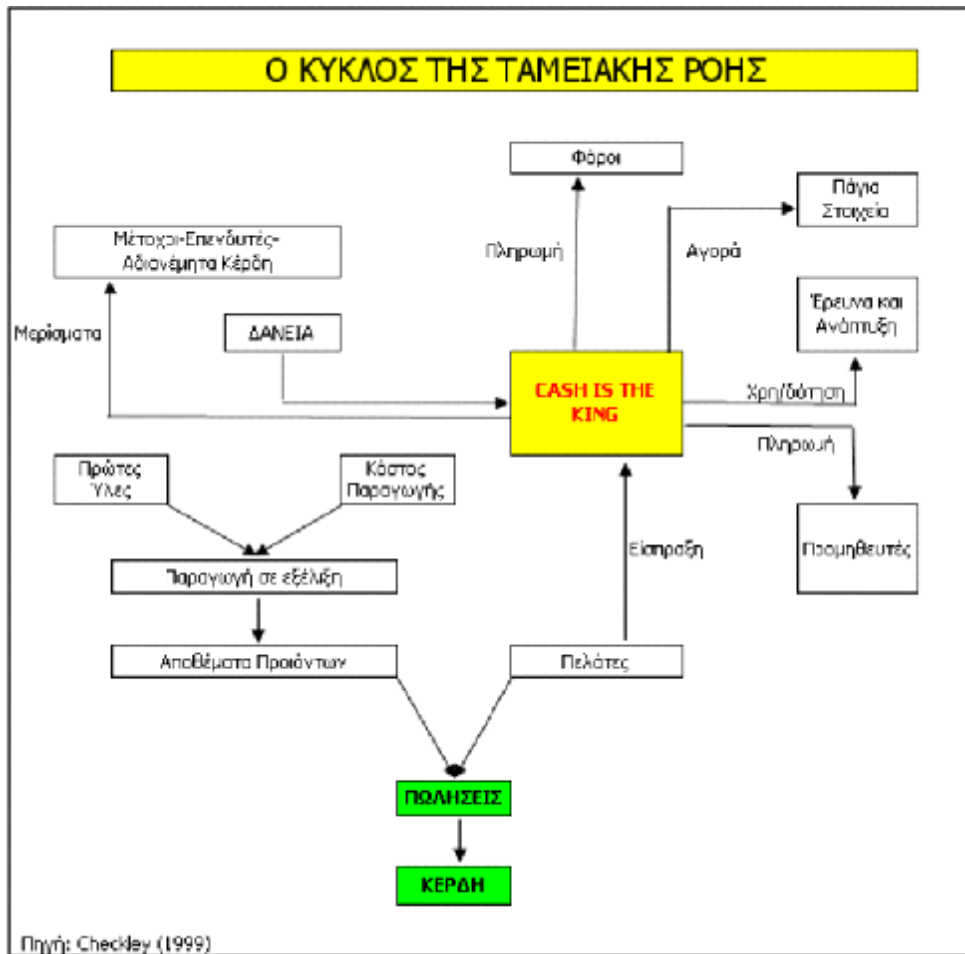 Ο ΚΥΚΛΟΣ ΤΗΣ ΤΑΜΕΙΑΚΗΣ ΡΟΗΣ
Φόροι
Πάγια
Στοιχεία
Μέτοχοι-Επενδυτές-
Αδιανέμητα Κέρδη
Πληρωμή
Αγορά
Μερίσματα
ΔΑΝΕΙΑ
Έρευνα και
Ανάπτυξη
CASH IS THE
KING
Χρη/δότηση
Πληρωμή
Πρώτες
Ύλες
Κόστος
Παραγωγής
Είσπραξη
Προμηθευτές
Παραγωγή σε εξέλιξη
Αποθέματα Προιόντων
Πελάτες
ΠΩΛΗΣΕΙΣ
ΚΕΡΔΗ
Πηγή: Checkley (1999)